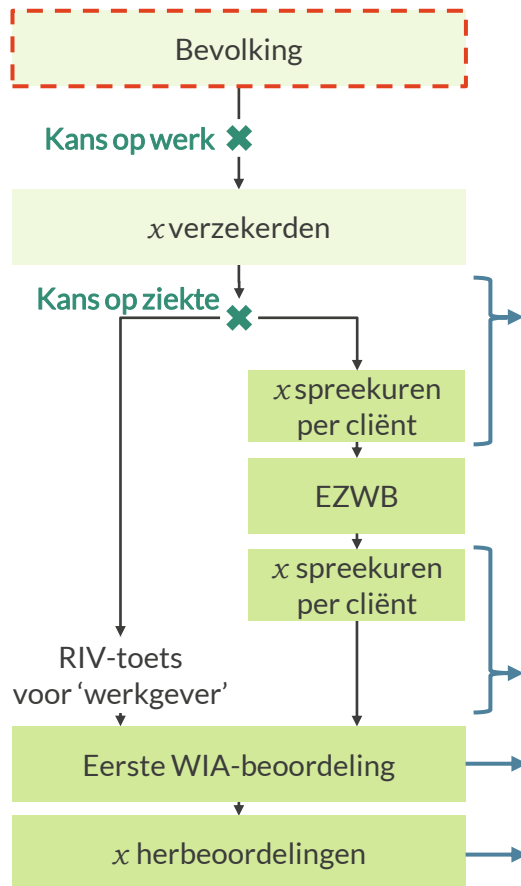 Bevolking
Kans op werk
x verzekerden
Kans op ziekte
x spreekuren
per cliënt
EZWB
x spreekuren
per cliënt
RIV-toets
voor ‘werkgever’
Eerste WIA-beoordeling
x herbeoordelingen